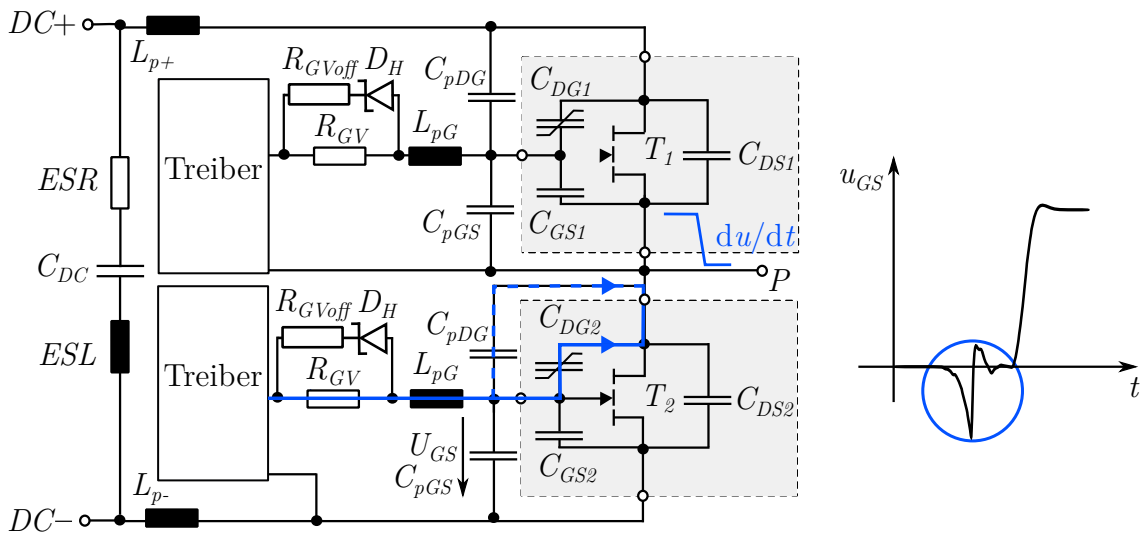 DC+
L_{p+}
R_{GVoff} D_H
R_{GV}
L_{pG}
C_{pDG}
C_{DG1}
Treiber
T_1
C_{DS1}
ESR
C_{pGS}
C_{GS1}
du/dt
C_{DC}
P
ESL
R_{GVoff} D_H
R_{GV}
L_{pG}
C_{pDG}
C_{DG2}
Treiber
T_2
C_{DS2}
U_{GS}
C_{pGS}
C_{GS2}
L_{p-}
DC−
u_{GS}
t